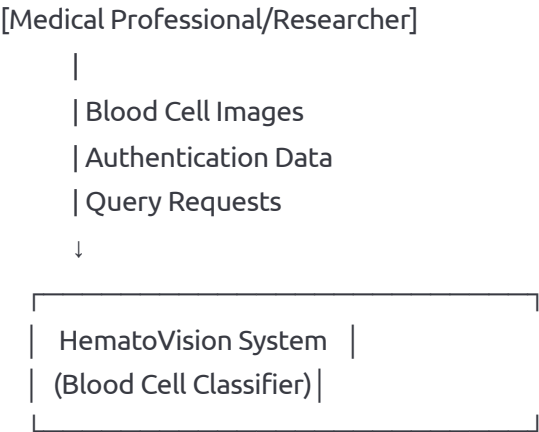 [Medical Professional/Researcher]
|
| Blood Cell Images
| Authentication Data
| Query Requests
↓
┌─────────────────────────┐
│ HematoVision System │
│ (Blood Cell Classifier)│
└─────────────────────────┘